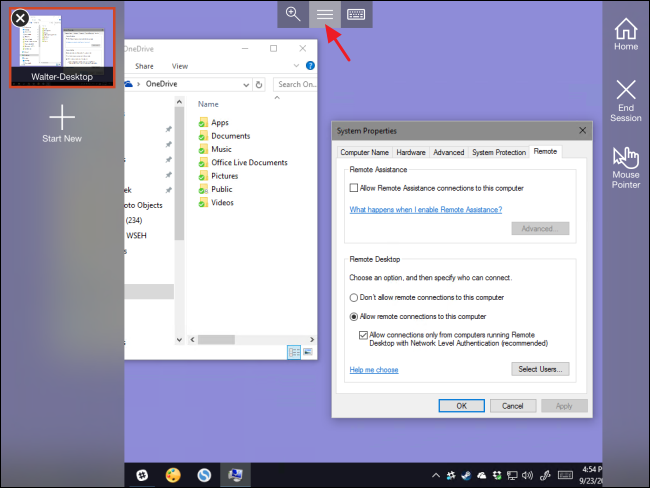 Walter-Desktop
Start New
OneDrive
Share View
OneDrive
Search On...
Name
Apps
Documents
Music
Office Live Documents
Pictures
Public
Videos
ek
oto Objects
(234)
WSEH
System Properties
Computer Name Hardware Advanced System Protection Remote
Remote Assistance
Allow Remote Assistance connections to this computer
What happens when I enable Remote Assistance?
Advanced...
Remote Desktop
Choose an option, and then specify who can connect.
Don't allow remote connections to this computer
Allow remote connections to this computer
Allow connections only from computers running Remote
Desktop with Network Level Authentication (recommended)
Help me choose
Select Users...
OK Cancel Apply
Home
End
Session
Mouse
Pointer
4:54 P
9/23/20